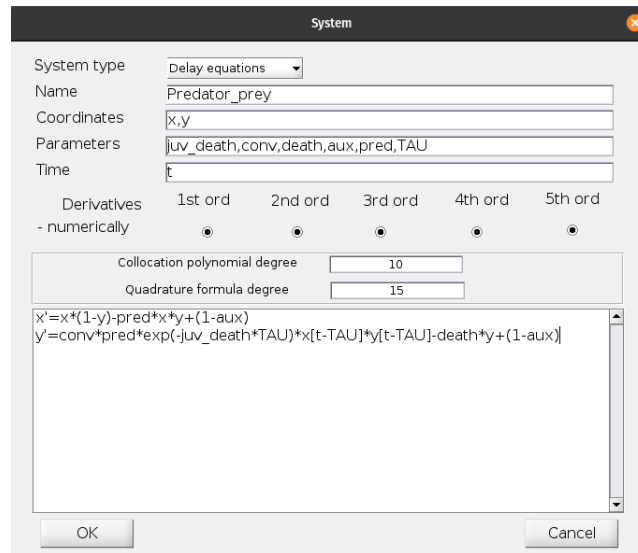 System
System type Delay equations
Name Predator_prey
Coordinates x,y
Parameters juv_death,conv,death,aux,pred,TAU
Time t
Derivatives 1st ord 2nd ord 3rd ord 4th ord 5th ord
- numerically
Collocation polynomial degree 10
Quadrature formula degree 15
x'=x*(1-y)-pred*x*y+(1-aux)
y'=conv*pred*exp(-juv_death*TAU)*x[t-TAU]*y[t-TAU]-death*y+(1-aux)
OK Cancel